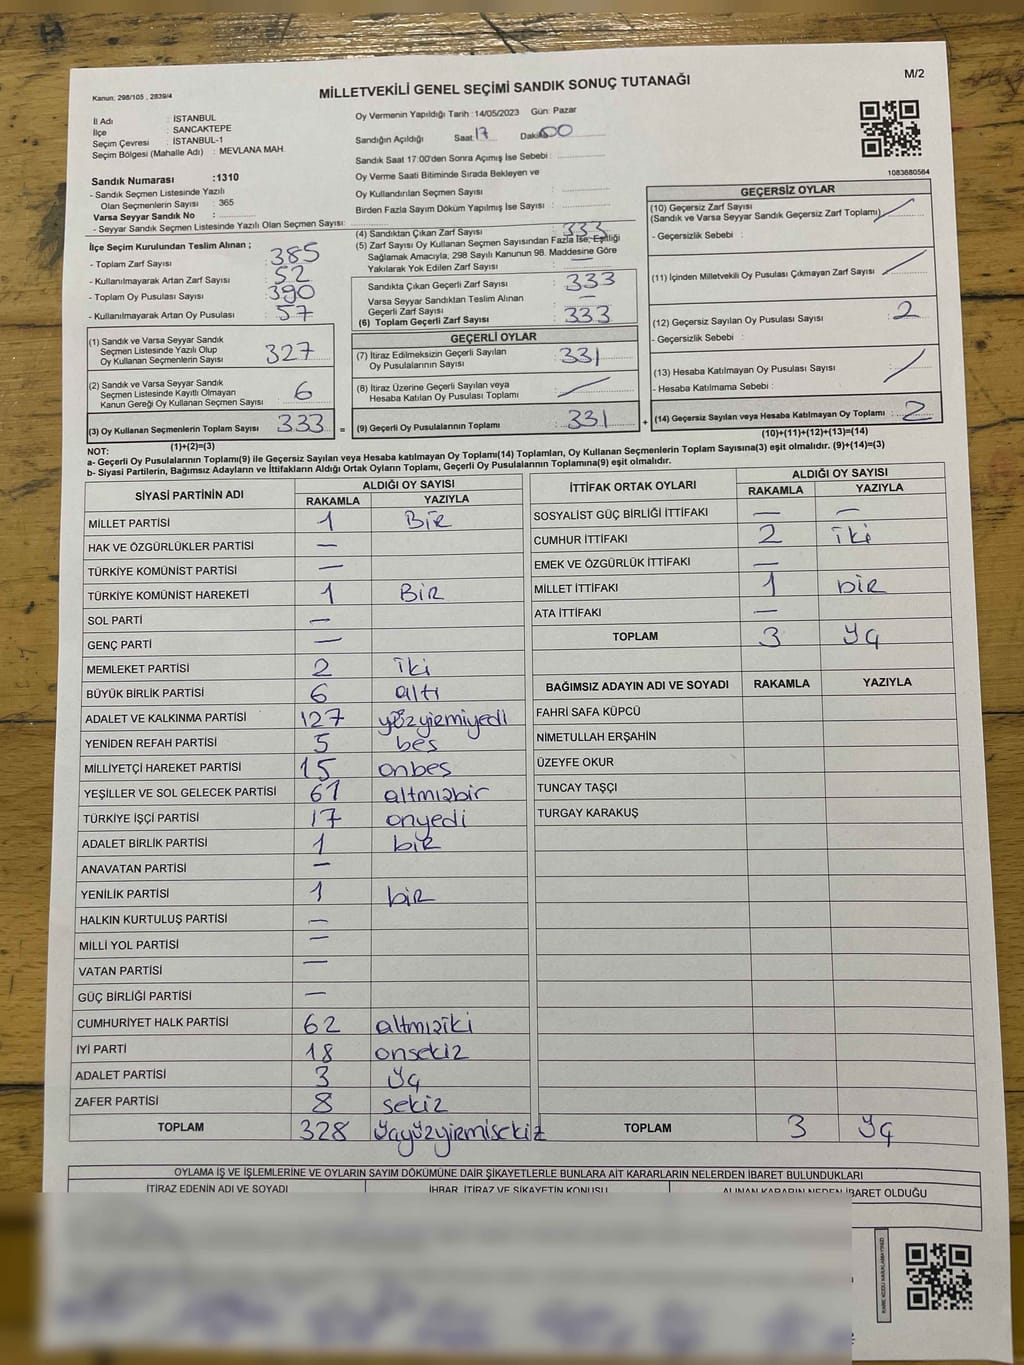 Kanun: 298/105 , 2839/4
MİLLETVEKİLİ GENEL SEÇİMİ SANDIK SONUÇ TUTANAĞI
M/2
İl Adı : İSTANBUL
İlçe : SANCAKTEPE
Seçim Çevresi : İSTANBUL-1
Seçim Bölgesi (Mahalle Adı) : MEVLANA MAH.
Sandık Numarası :1310
- Sandık Seçmen Listesinde Yazılı
Olan Seçmenlerin Sayısı : 365
Varsa Seyyar Sandık No :
- Seyyar Sandık Seçmen Listesinde Yazılı Olan Seçmen Sayısı:
Oy Vermenin Yapıldığı Tarih : 14/05/2023 Gün: Pazar
Sandığın Açıldığı Saat 17 Dakika 00
Sandık Saat 17:00'den Sonra Açımış İse Sebebi :
Oy Verme Saati Bitiminde Sırada Bekleyen ve
Oy Kullandırılan Seçmen Sayısı :
Birden Fazla Sayım Döküm Yapılmış İse Sayısı :
1083680564
İlçe Seçim Kurulundan Teslim Alınan ;
- Toplam Zarf Sayısı : 385
- Kullanılmayarak Artan Zarf Sayısı : 52
- Toplam Oy Pusulası Sayısı : 390
- Kullanılmayarak Artan Oy Pusulası : 57
(1) Sandık ve Varsa Seyyar Sandık
Seçmen Listesinde Yazılı Olup
Oy Kullanan Seçmenlerin Sayısı : 327
(2) Sandık ve Varsa Seyyar Sandık
Seçmen Listesinde Kayıtlı Olmayan
Kanun Gereği Oy Kullanan Seçmen Sayısı : 6
(3) Oy Kullanan Seçmenlerin Toplam Sayısı : 333 =
(1)+(2)=(3)
(4) Sandıktan Çıkan Zarf Sayısı : 333
(5) Zarf Sayısı Oy Kullanan Seçmen Sayısından Fazla İse, Eşitliği
Sağlamak Amacıyla, 298 Sayılı Kanunun 98. Maddesine Göre
Yakılarak Yok Edilen Zarf Sayısı : —
Sandıkta Çıkan Geçerli Zarf Sayısı : 333
Varsa Seyyar Sandıktan Teslim Alınan
Geçerli Zarf Sayısı : —
(6) Toplam Geçerli Zarf Sayısı : 333
GEÇERLİ OYLAR
(7) İtiraz Edilmeksizin Geçerli Sayılan
Oy Pusulalarının Sayısı : 331
(8) İtiraz Üzerine Geçerli Sayılan veya
Hesaba Katılan Oy Pusulası Toplamı : —
(9) Geçerli Oy Pusulalarının Toplamı : 331 +
GEÇERSİZ OYLAR
(10) Geçersiz Zarf Sayısı
(Sandık ve Varsa Seyyar Sandık Geçersiz Zarf Toplamı) /
- Geçersizlik Sebebi :
(11) İçinden Milletvekili Oy Pusulası Çıkmayan Zarf Sayısı : /
(12) Geçersiz Sayılan Oy Pusulası Sayısı : 2
- Geçersizlik Sebebi :
(13) Hesaba Katılmayan Oy Pusulası Sayısı : /
- Hesaba Katılmama Sebebi :
(14) Geçersiz Sayılan veya Hesaba Katılmayan Oy Toplamı : 2
(10)+(11)+(12)+(13)=(14)
NOT:
a- Geçerli Oy Pusulalarının Toplamı(9) ile Geçersiz Sayılan veya Hesaba katılmayan Oy Toplamı(14) Toplamları, Oy Kullanan Seçmenlerin Toplam Sayısına(3) eşit olmalıdır. (9)+(14)=(3)
b- Siyasi Partilerin, Bağımsız Adayların ve İttifakların Aldığı Ortak Oyların Toplamı, Geçerli Oy Pusulalarının Toplamına(9) eşit olmalıdır.
SİYASİ PARTİNİN ADI ALDIĞI OY SAYISI
RAKAMLA YAZIYLA
MİLLET PARTİSİ 1 BİR
HAK VE ÖZGÜRLÜKLER PARTİSİ —
TÜRKİYE KOMÜNİST PARTİSİ —
TÜRKİYE KOMÜNİST HAREKETİ 1 BİR
SOL PARTİ —
GENÇ PARTİ —
MEMLEKET PARTİSİ 2 iki
BÜYÜK BİRLİK PARTİSİ 6 altı
ADALET VE KALKINMA PARTİSİ 127 yüzyirmiyedi
YENİDEN REFAH PARTİSİ 5 bes
MİLLİYETÇİ HAREKET PARTİSİ 15 onbes
YEŞİLLER VE SOL GELECEK PARTİSİ 61 altmışbir
TÜRKİYE İŞÇİ PARTİSİ 17 onyedi
ADALET BİRLİK PARTİSİ 1 bir
ANAVATAN PARTİSİ —
YENİLİK PARTİSİ 1 bir
HALKIN KURTULUŞ PARTİSİ —
MİLLİ YOL PARTİSİ —
VATAN PARTİSİ —
GÜÇ BİRLİĞİ PARTİSİ —
CUMHURİYET HALK PARTİSİ 62 altmışiki
İYİ PARTİ 18 onsekiz
ADALET PARTİSİ 3 üç
ZAFER PARTİSİ 8 sekiz
TOPLAM 328 üçyüzyirmisekiz
İTTİFAK ORTAK OYLARI ALDIĞI OY SAYISI
RAKAMLA YAZIYLA
SOSYALİST GÜÇ BİRLİĞİ İTTİFAKI — —
CUMHUR İTTİFAKI 2 iki
EMEK VE ÖZGÜRLÜK İTTİFAKI —
MİLLET İTTİFAKI 1 bir
ATA İTTİFAKI —
TOPLAM 3 üç
BAĞIMSIZ ADAYIN ADI VE SOYADI RAKAMLA YAZIYLA
FAHRİ SAFA KÜPCÜ
NİMETULLAH ERŞAHİN
ÜZEYFE OKUR
TUNCAY TAŞÇI
TURGAY KARAKUŞ
TOPLAM 3 üç
OYLAMA İŞ VE İŞLEMLERİNE VE OYLARIN SAYIM DÖKÜMÜNE DAİR ŞİKAYETLERLE BUNLARA AİT KARARLARIN NELERDEN İBARET BULUNDUKLARI
İTİRAZ EDENİN ADI VE SOYADI İHBAR, İTİRAZ VE ŞİKAYETİN KONUSU ALINAN KARARIN NEDEN İBARET OLDUĞU